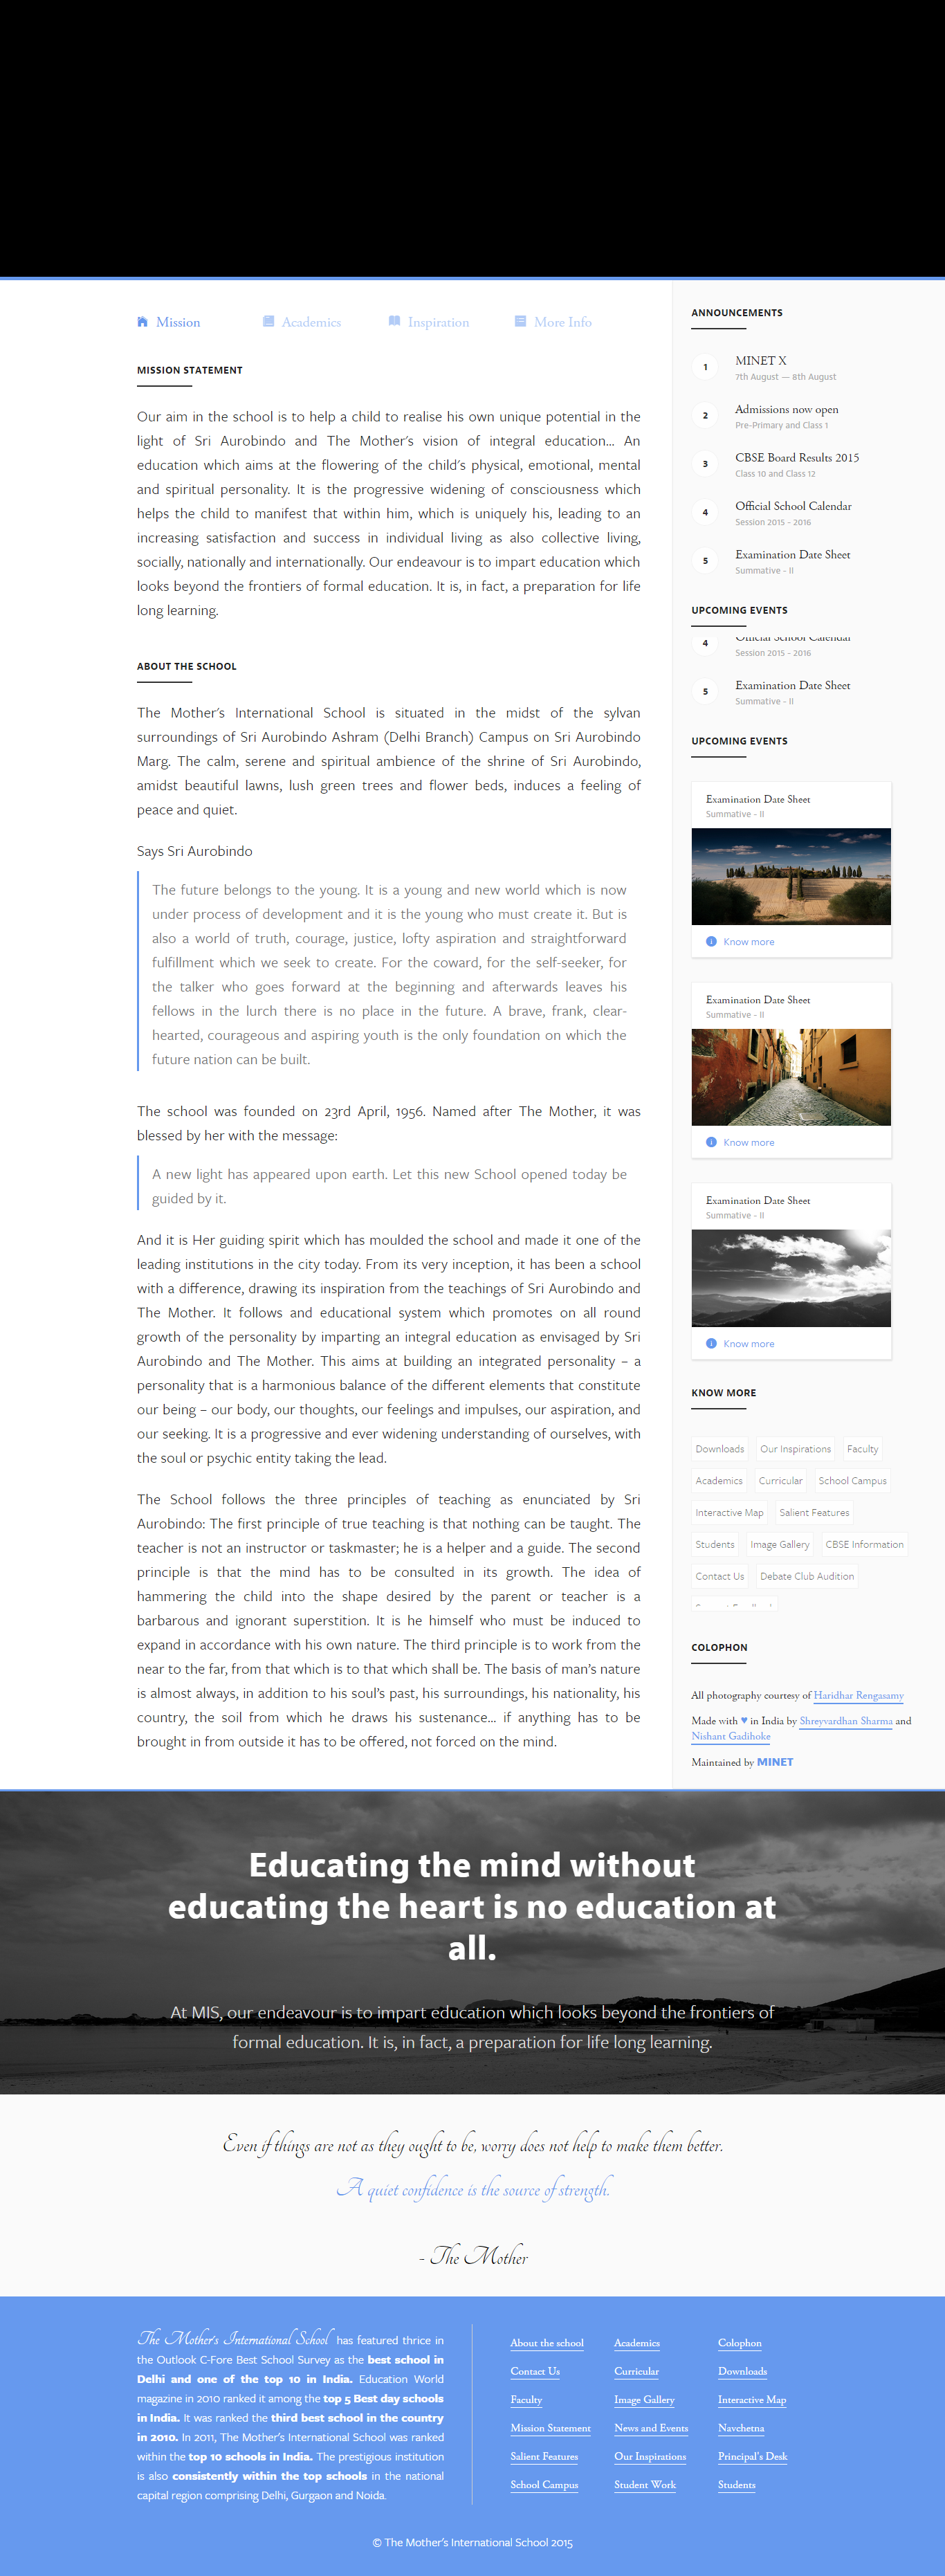 Mission
Academics
Inspiration
More Info
MISSION STATEMENT
Our aim in the school is to help a child to realise his own unique potential in the
light of Sri Aurobindo and The Mother's vision of integral education... An
education which aims at the flowering of the child's physical, emotional, mental
and spiritual personality. It is the progressive widening of consciousness which
helps the child to manifest that within him, which is uniquely his, leading to an
increasing satisfaction and success in individual living as also collective living,
socially, nationally and internationally. Our endeavour is to impart education which
looks beyond the frontiers of formal education. It is, in fact, a preparation for life
long learning.
ABOUT THE SCHOOL
The Mother's International School is situated in the midst of the sylvan
surroundings of Sri Aurobindo Ashram (Delhi Branch) Campus on Sri Aurobindo
Marg. The calm, serene and spiritual ambience of the shrine of Sri Aurobindo,
amidst beautiful lawns, lush green trees and flower beds, induces a feeling of
peace and quiet.
Says Sri Aurobindo
The future belongs to the young. It is a young and new world which is now
under process of development and it is the young who must create it. But is
also a world of truth, courage, justice, lofty aspiration and straightforward
fulfillment which we seek to create. For the coward, for the self-seeker, for
the talker who goes forward at the beginning and afterwards leaves his
fellows in the lurch there is no place in the future. A brave, frank, clear-
hearted, courageous and aspiring youth is the only foundation on which the
future nation can be built.
The school was founded on 23rd April, 1956. Named after The Mother, it was
blessed by her with the message:
A new light has appeared upon earth. Let this new School opened today be
guided by it.
And it is Her guiding spirit which has moulded the school and made it one of the
leading institutions in the city today. From its very inception, it has been a school
with a difference, drawing its inspiration from the teachings of Sri Aurobindo and
The Mother. It follows and educational system which promotes on all round
growth of the personality by imparting an integral education as envisaged by Sri
Aurobindo and The Mother. This aims at building an integrated personality – a
personality that is a harmonious balance of the different elements that constitute
our being – our body, our thoughts, our feelings and impulses, our aspiration, and
our seeking. It is a progressive and ever widening understanding of ourselves, with
the soul or psychic entity taking the lead.
The School follows the three principles of teaching as enunciated by Sri
Aurobindo: The first principle of true teaching is that nothing can be taught. The
teacher is not an instructor or taskmaster; he is a helper and a guide. The second
principle is that the mind has to be consulted in its growth. The idea of
hammering the child into the shape desired by the parent or teacher is a
barbarous and ignorant superstition. It is he himself who must be induced to
expand in accordance with his own nature. The third principle is to work from the
near to the far, from that which is to that which shall be. The basis of man's nature
is almost always, in addition to his soul's past, his surroundings, his nationality, his
country, the soil from which he draws his sustenance... if anything has to be
brought in from outside it has to be offered, not forced on the mind.
ANNOUNCEMENTS
1
MINET X
7th August — 8th August
2
Admissions now open
Pre-Primary and Class 1
3
CBSE Board Results 2015
Class 10 and Class 12
4
Official School Calendar
Session 2015 - 2016
5
Examination Date Sheet
Summative - II
UPCOMING EVENTS
4
Official School Calendar
Session 2015 - 2016
5
Examination Date Sheet
Summative - II
UPCOMING EVENTS
Examination Date Sheet
Summative - II
Know more
Examination Date Sheet
Summative - II
Know more
Examination Date Sheet
Summative - II
Know more
KNOW MORE
Downloads Our Inspirations Faculty
Academics Curricular School Campus
Interactive Map Salient Features
Students Image Gallery CBSE Information
Contact Us Debate Club Audition
COLOPHON
All photography courtesy of Haridhar Rengasamy
Made with ♥ in India by Shreyvardhan Sharma and
Nishant Gadihoke
Maintained by MINET
Educating the mind without
educating the heart is no education at
all.
At MIS, our endeavour is to impart education which looks beyond the frontiers of
formal education. It is, in fact, a preparation for life long learning.
Even if things are not as they ought to be, worry does not help to make them better.
A quiet confidence is the source of strength.
- The Mother
The Mother's International School has featured thrice in
the Outlook C-Fore Best School Survey as the best school in
Delhi and one of the top 10 in India. Education World
magazine in 2010 ranked it among the top 5 Best day schools
in India. It was ranked the third best school in the country
in 2010. In 2011, The Mother's International School was ranked
within the top 10 schools in India. The prestigious institution
is also consistently within the top schools in the national
capital region comprising Delhi, Gurgaon and Noida.
About the school
Contact Us
Faculty
Mission Statement
Salient Features
School Campus
Academics
Curricular
Image Gallery
News and Events
Our Inspirations
Student Work
Colophon
Downloads
Interactive Map
Navchetna
Principal's Desk
Students
© The Mother's International School 2015